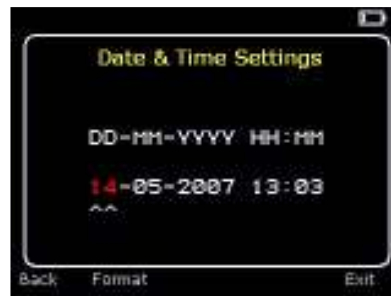 Date & Time Settings
DD-MM-YYYY HH:MM
14-05-2007 13:03
^^
Back Format Exit